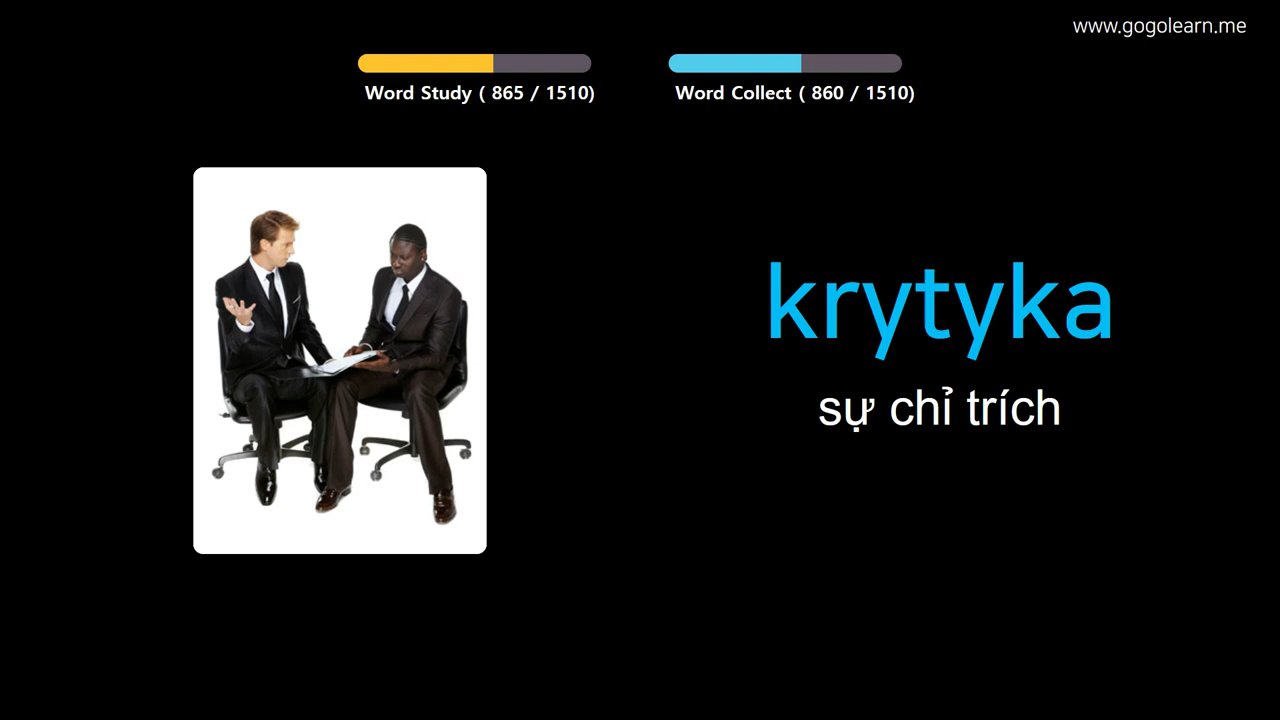 www.gogolearn.me
Word Study ( 865 / 1510)
Word Collect ( 860 / 1510)
krytyka
sự chỉ trích